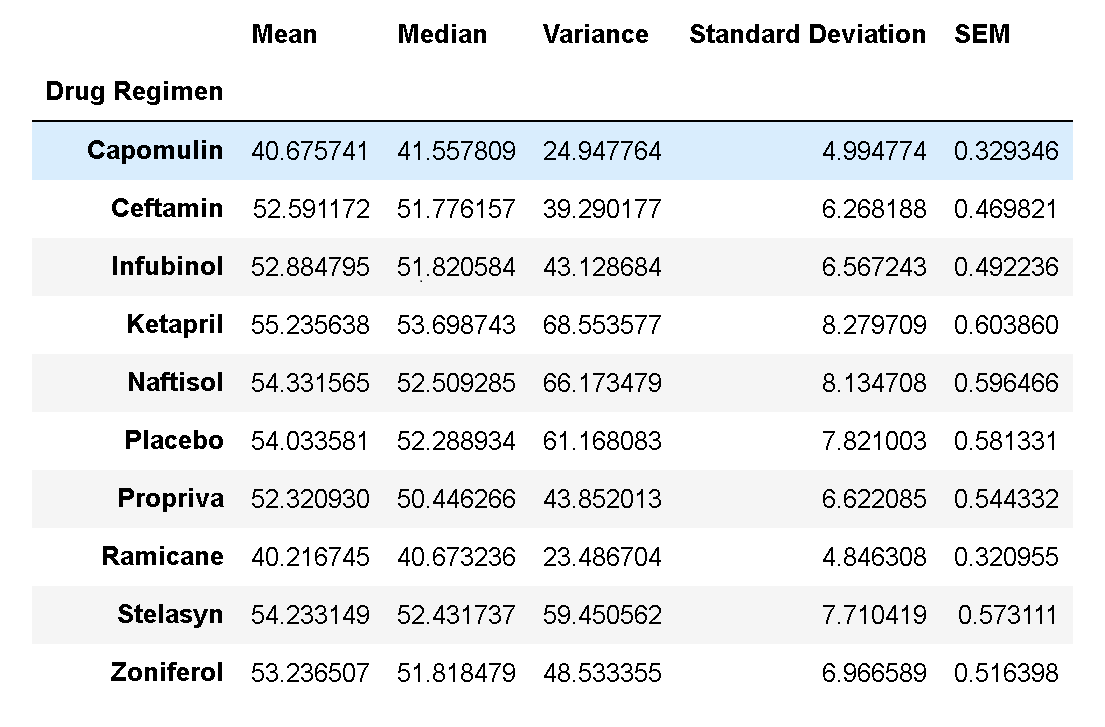 Mean Median Variance Standard Deviation SEM
Drug Regimen
Capomulin 40.675741 41.557809 24.947764 4.994774 0.329346
Ceftamin 52.591172 51.776157 39.290177 6.268188 0.469821
Infubinol 52.884795 51.820584 43.128684 6.567243 0.492236
Ketapril 55.235638 53.698743 68.553577 8.279709 0.603860
Naftisol 54.331565 52.509285 66.173479 8.134708 0.596466
Placebo 54.033581 52.288934 61.168083 7.821003 0.581331
Propriva 52.320930 50.446266 43.852013 6.622085 0.544332
Ramicane 40.216745 40.673236 23.486704 4.846308 0.320955
Stelasyn 54.233149 52.431737 59.450562 7.710419 0.573111
Zoniferol 53.236507 51.818479 48.533355 6.966589 0.516398